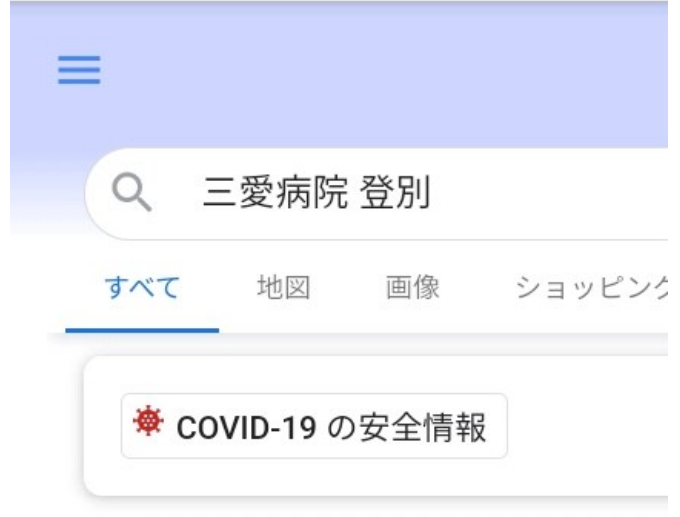 三愛病院 登別
すべて 地図 画像 ショッピング
COVID-19 の安全情報